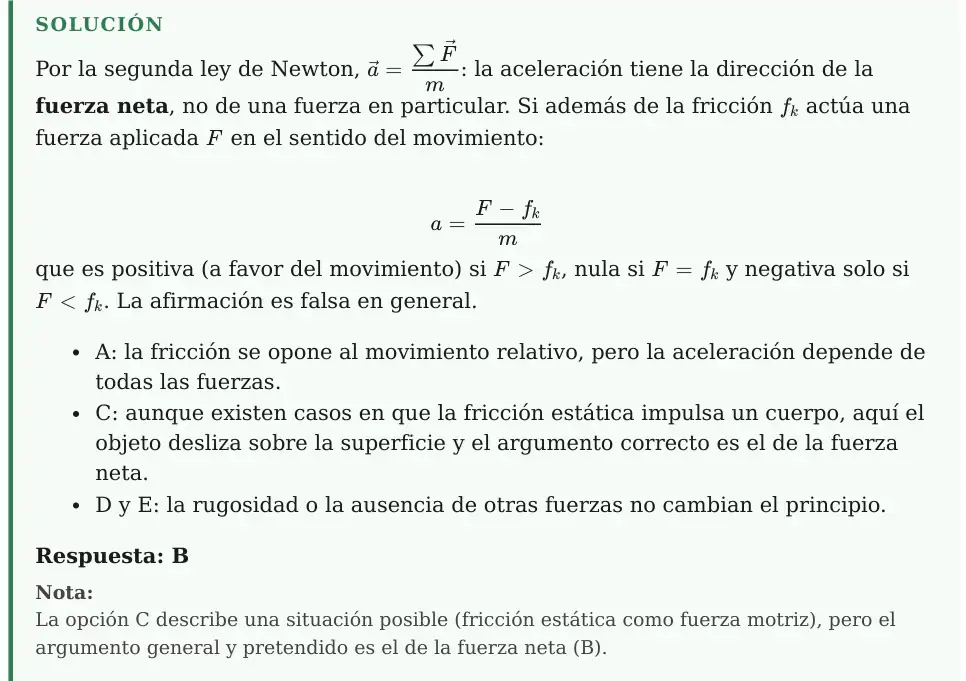 SOLUCIÓN
Por la segunda ley de Newton, $\vec{a} = \frac{\sum \vec{F}}{m}$: la aceleración tiene la dirección de la
fuerza neta, no de una fuerza en particular. Si además de la fricción $f_k$ actúa una
fuerza aplicada $F$ en el sentido del movimiento:
$a = \frac{F - f_k}{m}$
que es positiva (a favor del movimiento) si $F > f_k$, nula si $F = f_k$ y negativa solo si
$F < f_k$. La afirmación es falsa en general.
• A: la fricción se opone al movimiento relativo, pero la aceleración depende de
todas las fuerzas.
• C: aunque existen casos en que la fricción estática impulsa un cuerpo, aquí el
objeto desliza sobre la superficie y el argumento correcto es el de la fuerza
neta.
• D y E: la rugosidad o la ausencia de otras fuerzas no cambian el principio.
Respuesta: B
Nota:
La opción C describe una situación posible (fricción estática como fuerza motriz), pero el
argumento general y pretendido es el de la fuerza neta (B).